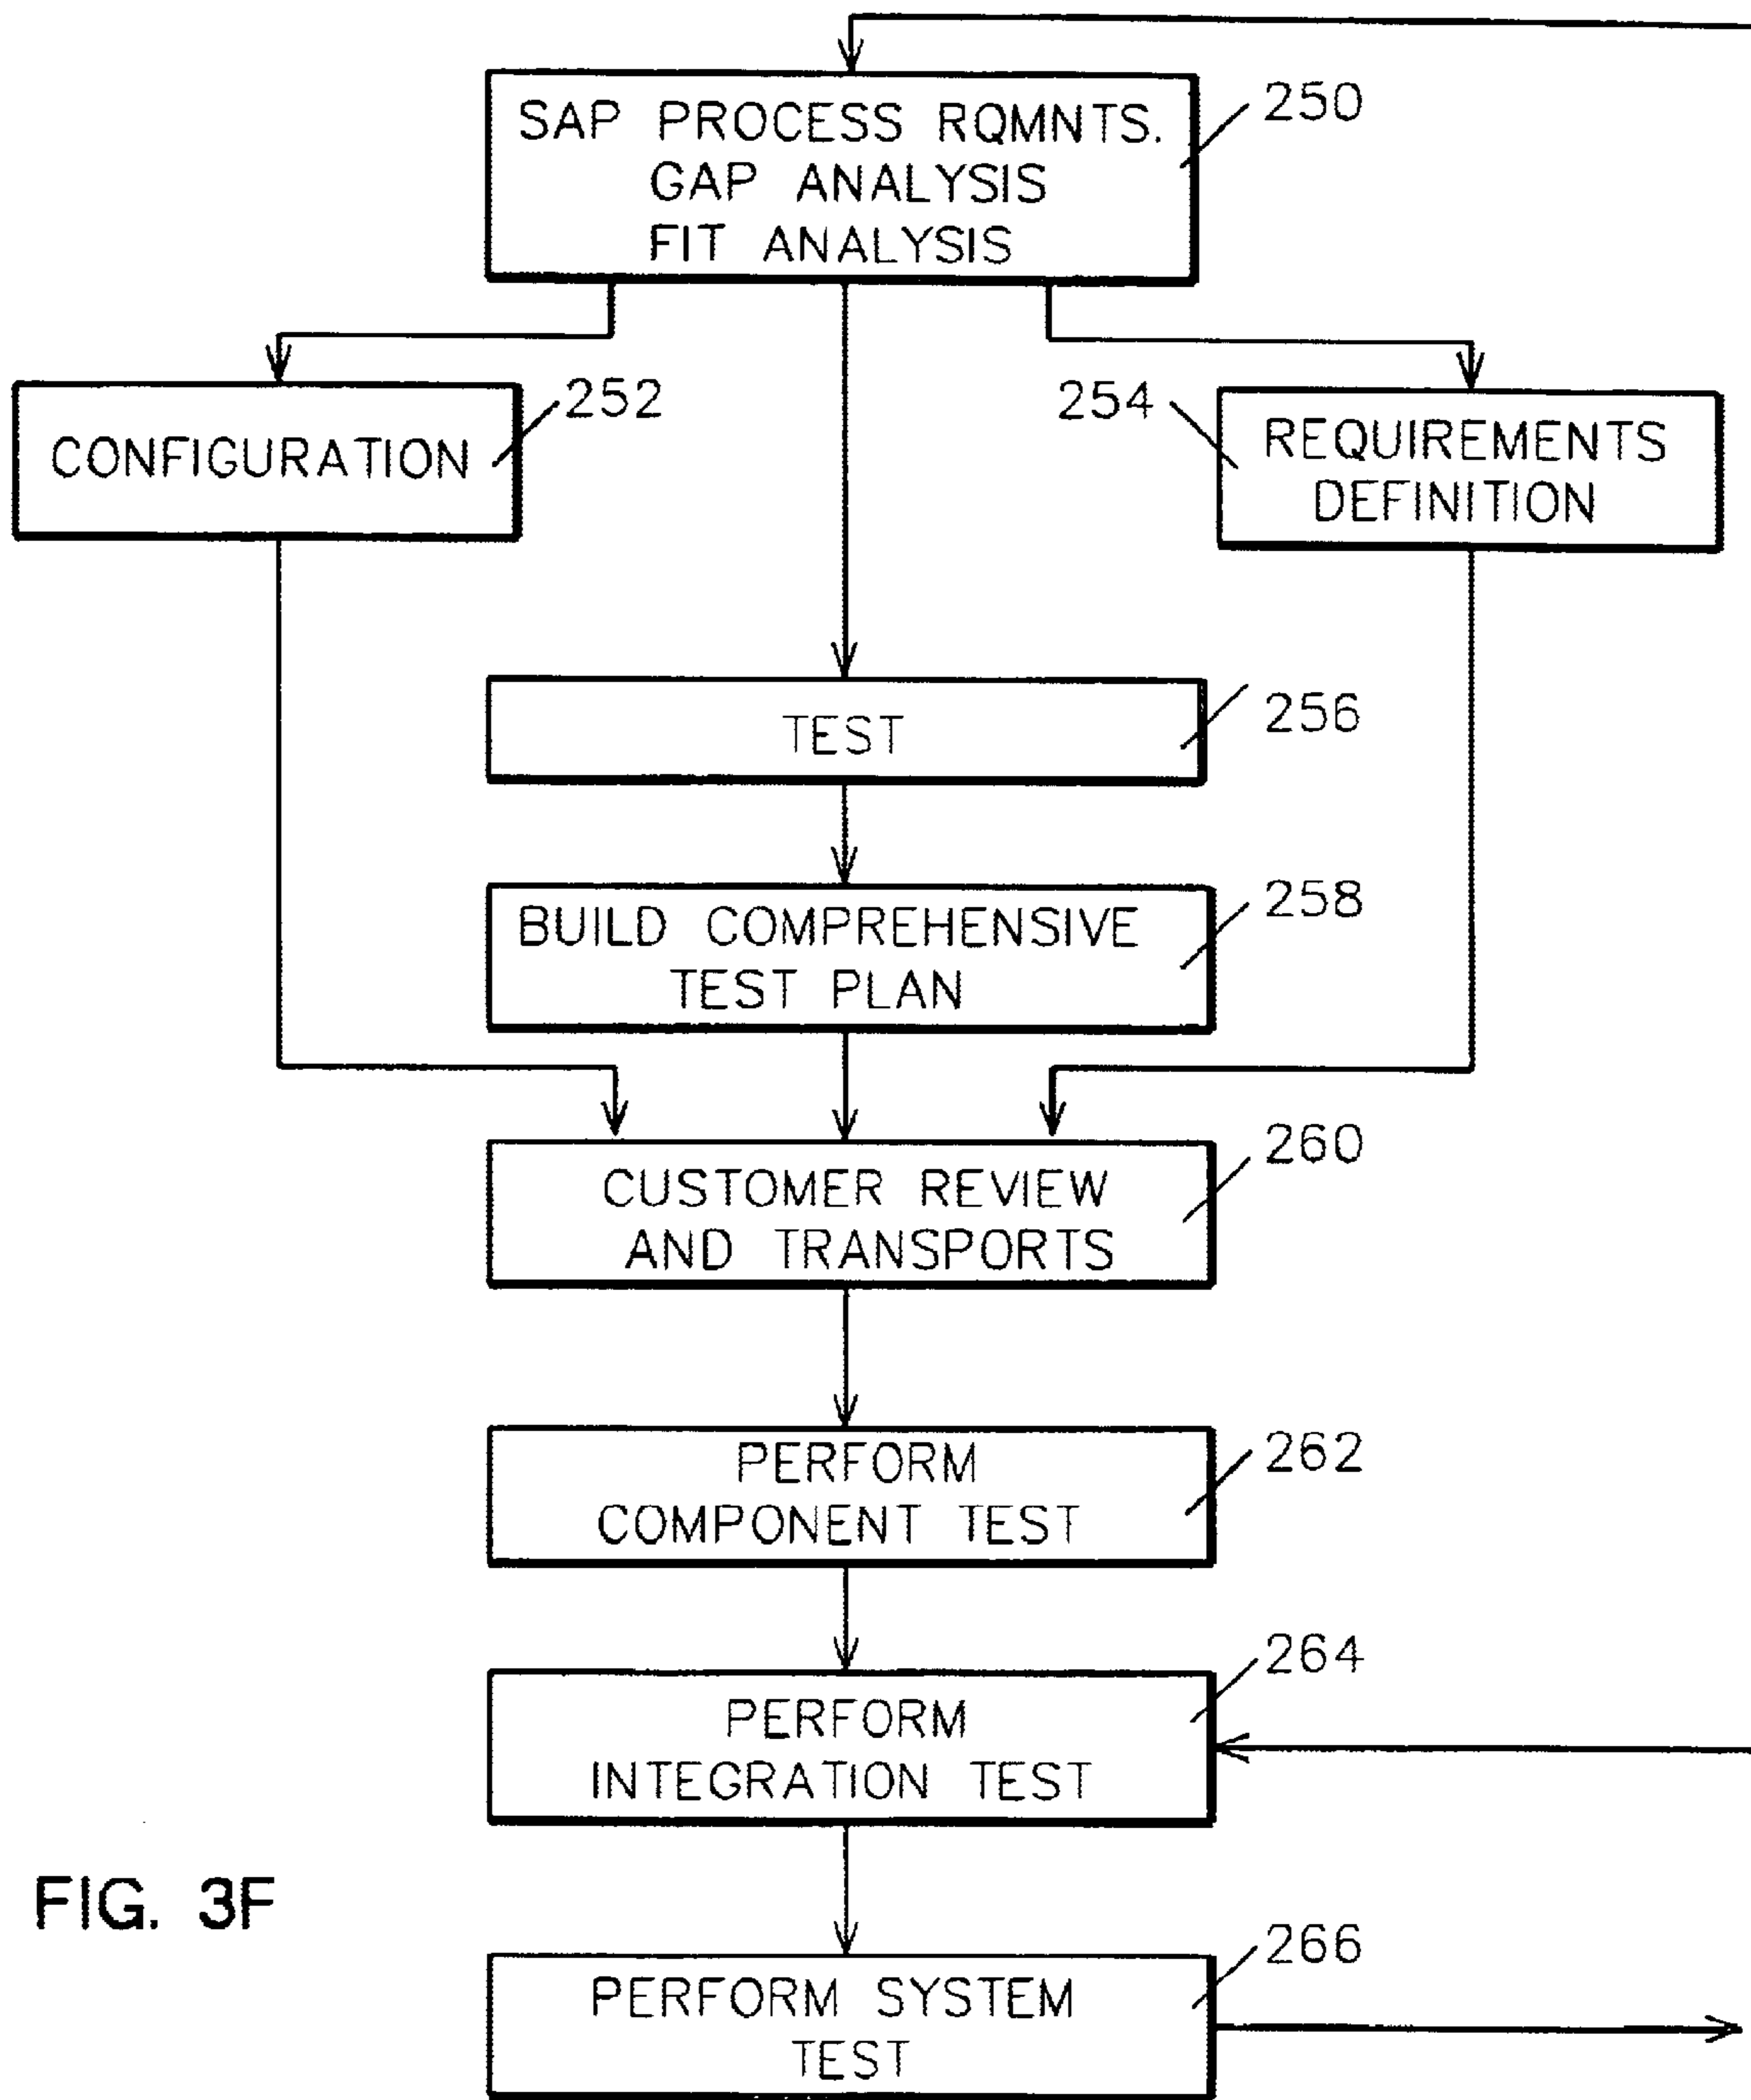 SAP PROCESS RQMNTS.
GAP ANALYSIS
FIT ANALYSIS
250
CONFIGURATION
252
254
REQUIREMENTS
DEFINITION
TEST
256
BUILD COMPREHENSIVE
TEST PLAN
258
CUSTOMER REVIEW
AND TRANSPORTS
260
PERFORM
COMPONENT TEST
262
PERFORM
INTEGRATION TEST
264
FIG. 3F
PERFORM SYSTEM
TEST
266